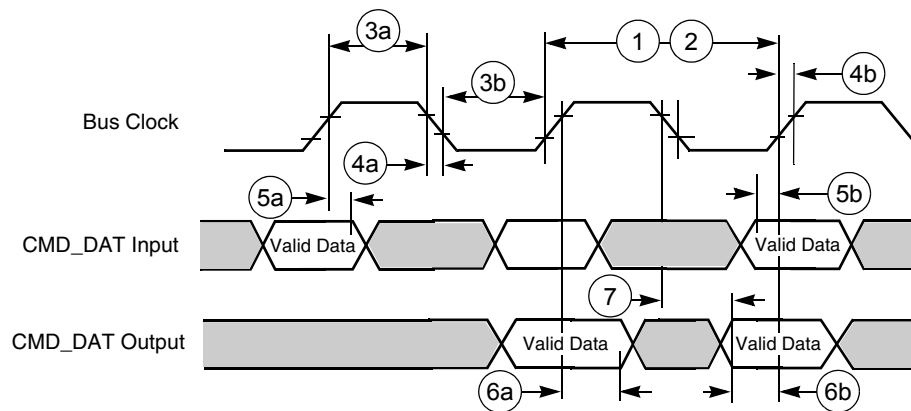 3a
1
2
3b
4b
Bus Clock
4a
5a
5b
CMD_DAT Input
Valid Data
Valid Data
7
CMD_DAT Output
Valid Data
Valid Data
6a
6b